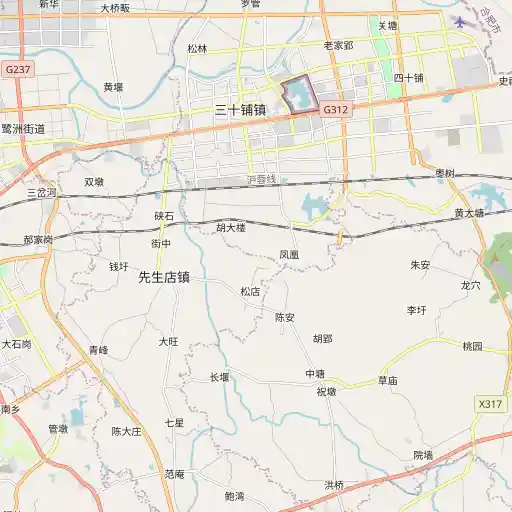 新华
大桥畈
罗管
关塘
合肥市
松林
老家郢
G237
黄堰
四十铺
三十铺镇
G312
鹭洲街道
沪蓉线
枣树
双墩
三岔河
硖石
黄太塘
郝家岗
街中
胡大楼
凤凰
钱圩
朱安
先生店镇
龙穴
松店
李圩
陈安
大石岗
大旺
胡郢
桃园
青峰
长堰
中塘
草庙
祝墩
南乡
X317
管墩
陈大庄
七星
院墙
范庵
洪桥
鲍湾